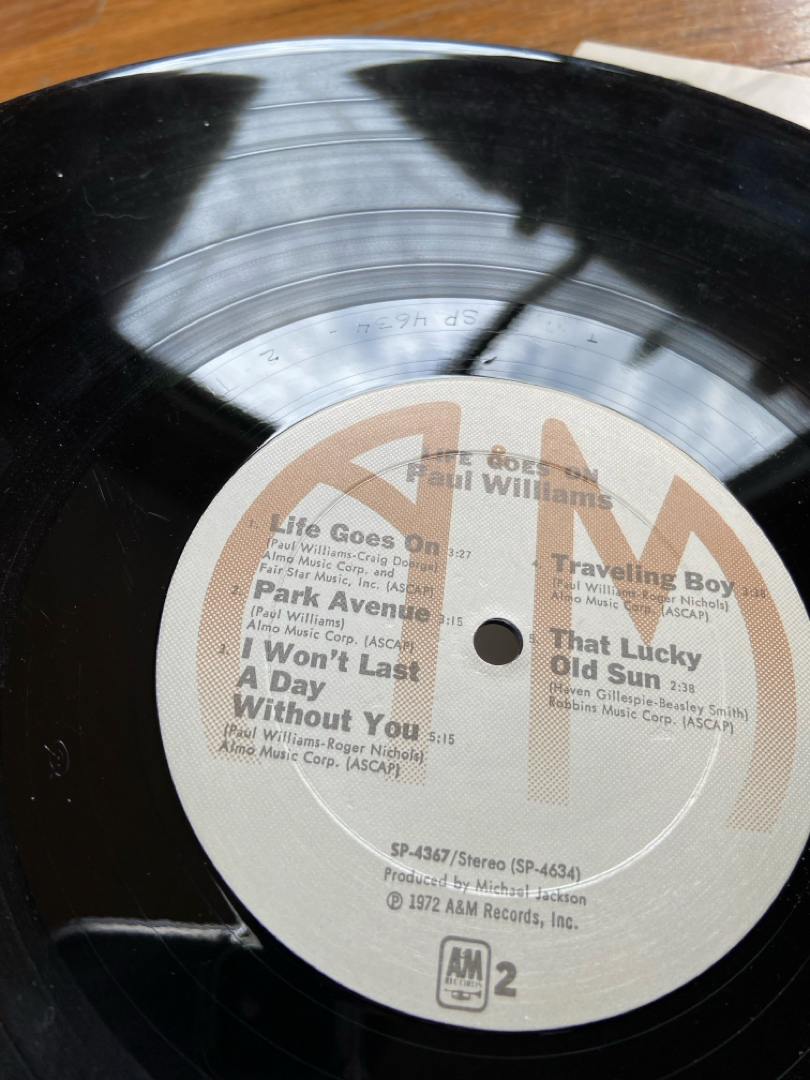 SP 4634 - 2
LIFE GOES ON
Paul Williams
1. Life Goes On 3:27
(Paul Williams-Craig Doerge)
Almo Music Corp. and
Fair Star Music, Inc. (ASCAP)
2. Park Avenue 3:15
(Paul Williams)
Almo Music Corp. (ASCAP)
3. I Won't Last
A Day
Without You 5:15
(Paul Williams-Roger Nichols)
Almo Music Corp. (ASCAP)
4. Traveling Boy 3:38
(Paul Williams-Roger Nichols)
Almo Music Corp. (ASCAP)
5. That Lucky
Old Sun 2:38
(Haven Gillespie-Beasley Smith)
Robbins Music Corp. (ASCAP)
SP-4367/Stereo (SP-4634)
Produced by Michael Jackson
℗ 1972 A&M Records, Inc.
A&M
RECORDS
2